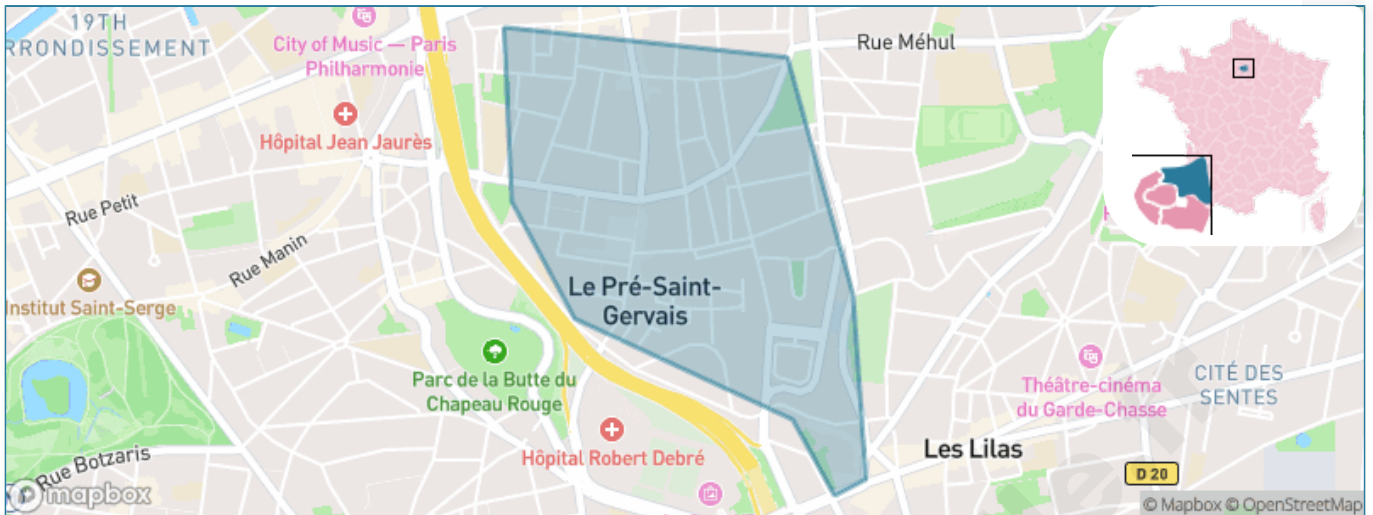 19TH
RRONDISSEMENT
City of Music — Paris
Philharmonie
Rue Méhul
Hôpital Jean Jaurès
Rue Petit
Rue Manin
Institut Saint-Serge
Le Pré-Saint-
Gervais
Parc de la Butte du
Chapeau Rouge
Théâtre-cinéma
du Garde-Chasse
CITÉ DES
SENTES
Hôpital Robert Debré
Les Lilas
Rue Botzaris
D 20
mapbox
© Mapbox © OpenStreetMap